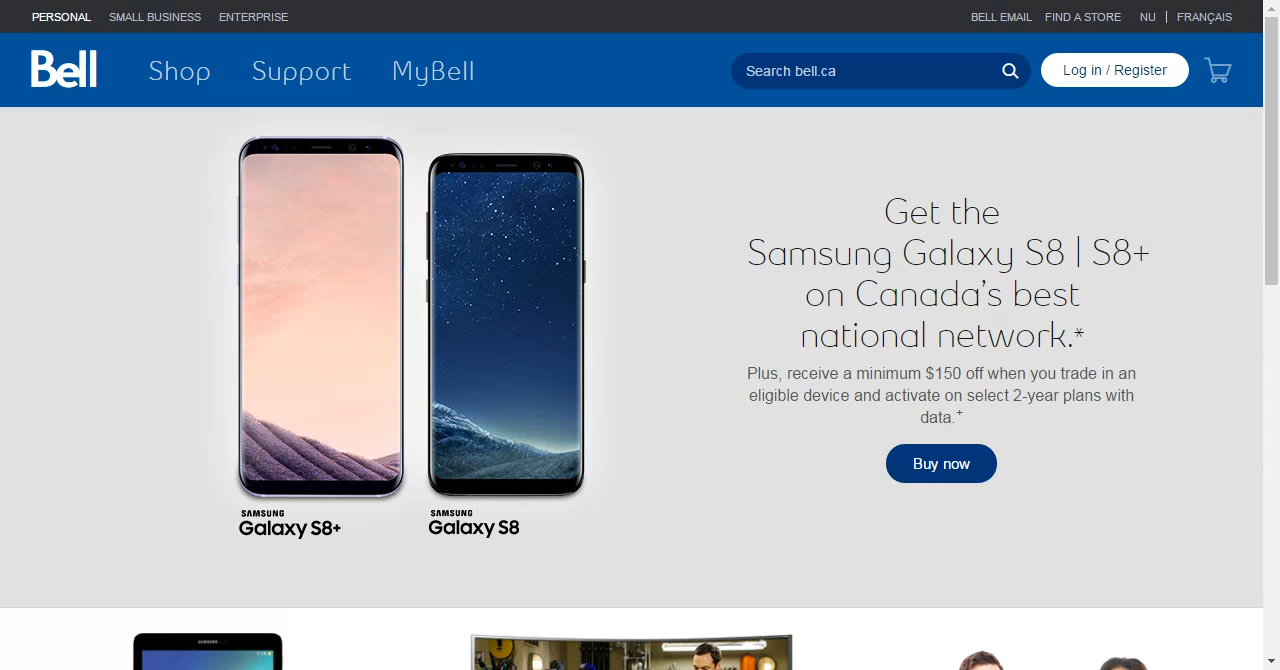 PERSONAL SMALL BUSINESS ENTERPRISE BELL EMAIL FIND A STORE NU | FRANÇAIS
Bell Shop Support MyBell Search bell.ca Log in / Register
Get the
Samsung Galaxy S8 | S8+
on Canada's best
national network.*
Plus, receive a minimum $150 off when you trade in an
eligible device and activate on select 2-year plans with
data.+
Buy now
SAMSUNG
Galaxy S8+
SAMSUNG
Galaxy S8
SAMSUNG